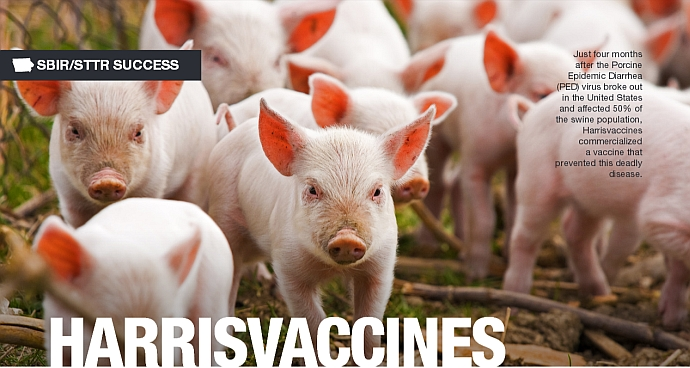 SBIR/STTR SUCCESS
Just four months
after the Porcine
Epidemic Diarrhea
(PED) virus broke out
in the United States
and affected 50% of
the swine population,
Harrisvaccines
commercialized
a vaccine that
prevented this deadly
disease.
HARRISVACCINES